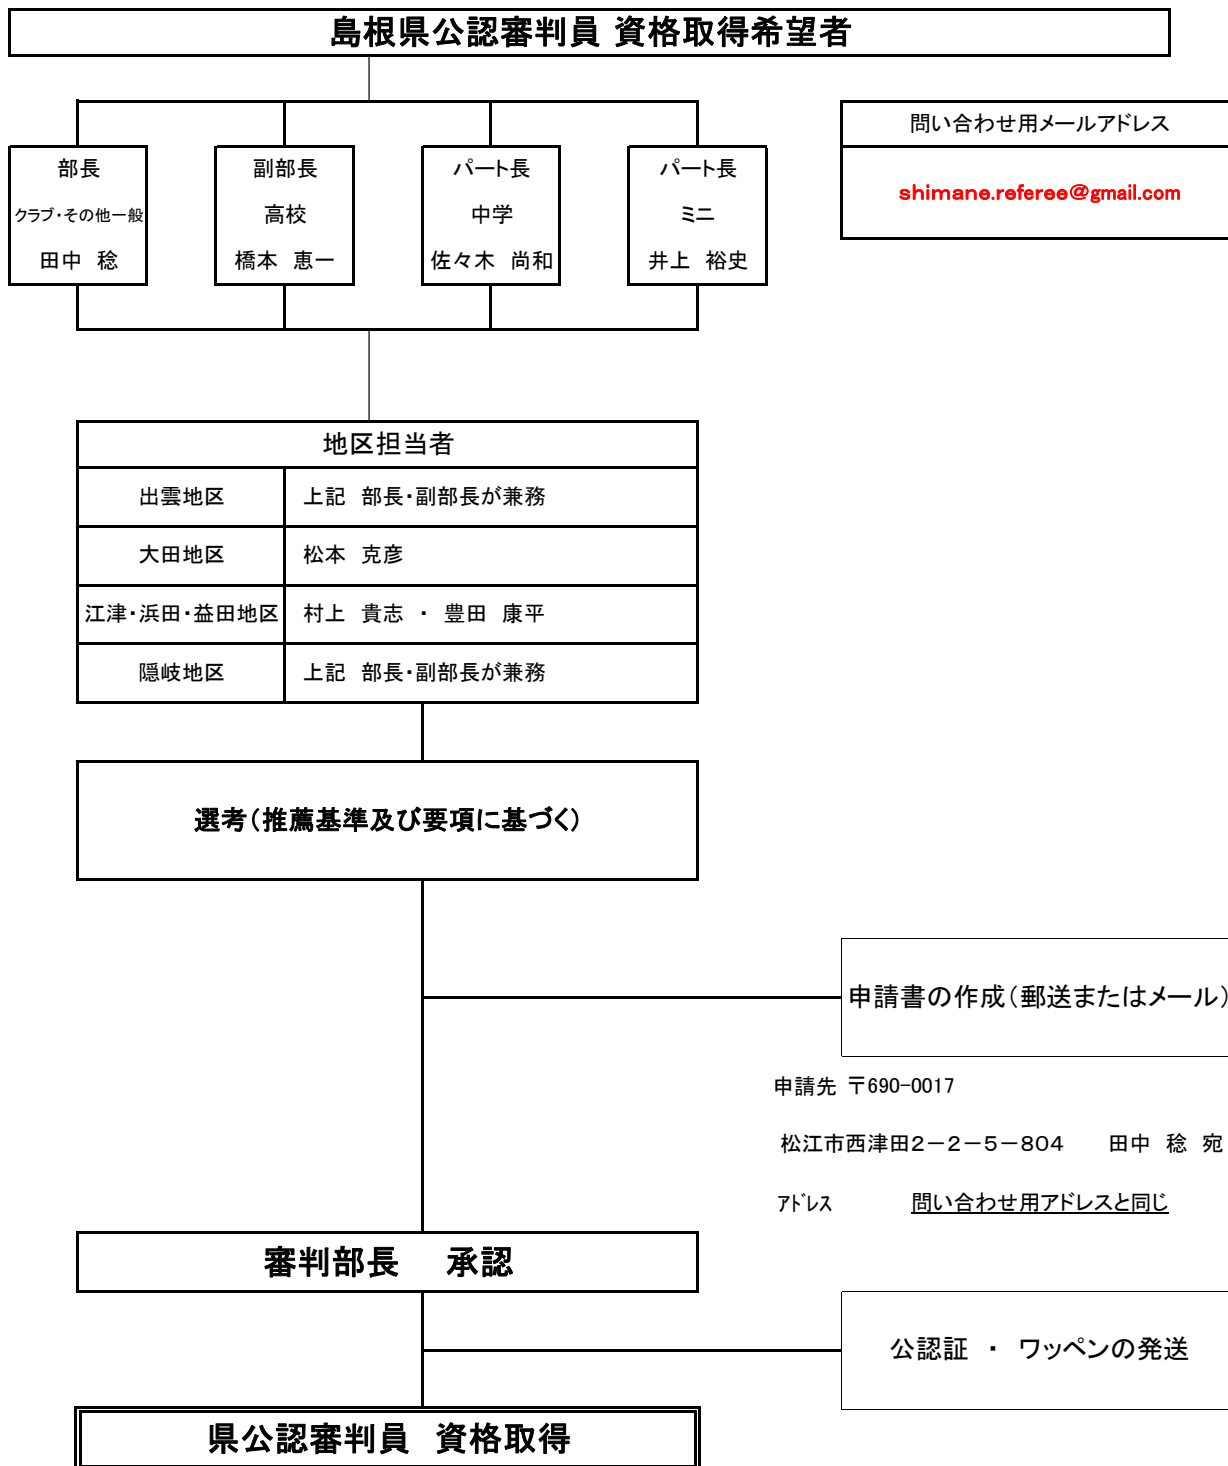 島根県公認審判員 資格取得希望者
問い合わせ用メールアドレス
shimane.referee@gmail.com
部長
クラブ・その他一般
田中 稔
副部長
高校
橋本 恵一
パート長
中学
佐々木 尚和
パート長
ミニ
井上 裕史
地区担当者
出雲地区 上記 部長・副部長が兼務
大田地区 松本 克彦
江津・浜田・益田地区 村上 貴志 ・ 豊田 康平
隠岐地区 上記 部長・副部長が兼務
選考(推薦基準及び要項に基づく)
申請書の作成(郵送またはメール)
申請先 〒690-0017
松江市西津田2-2-5-804 田中 稔 宛
アドレス 問い合わせ用アドレスと同じ
審判部長 承認
公認証 ・ ワッペンの発送
県公認審判員 資格取得